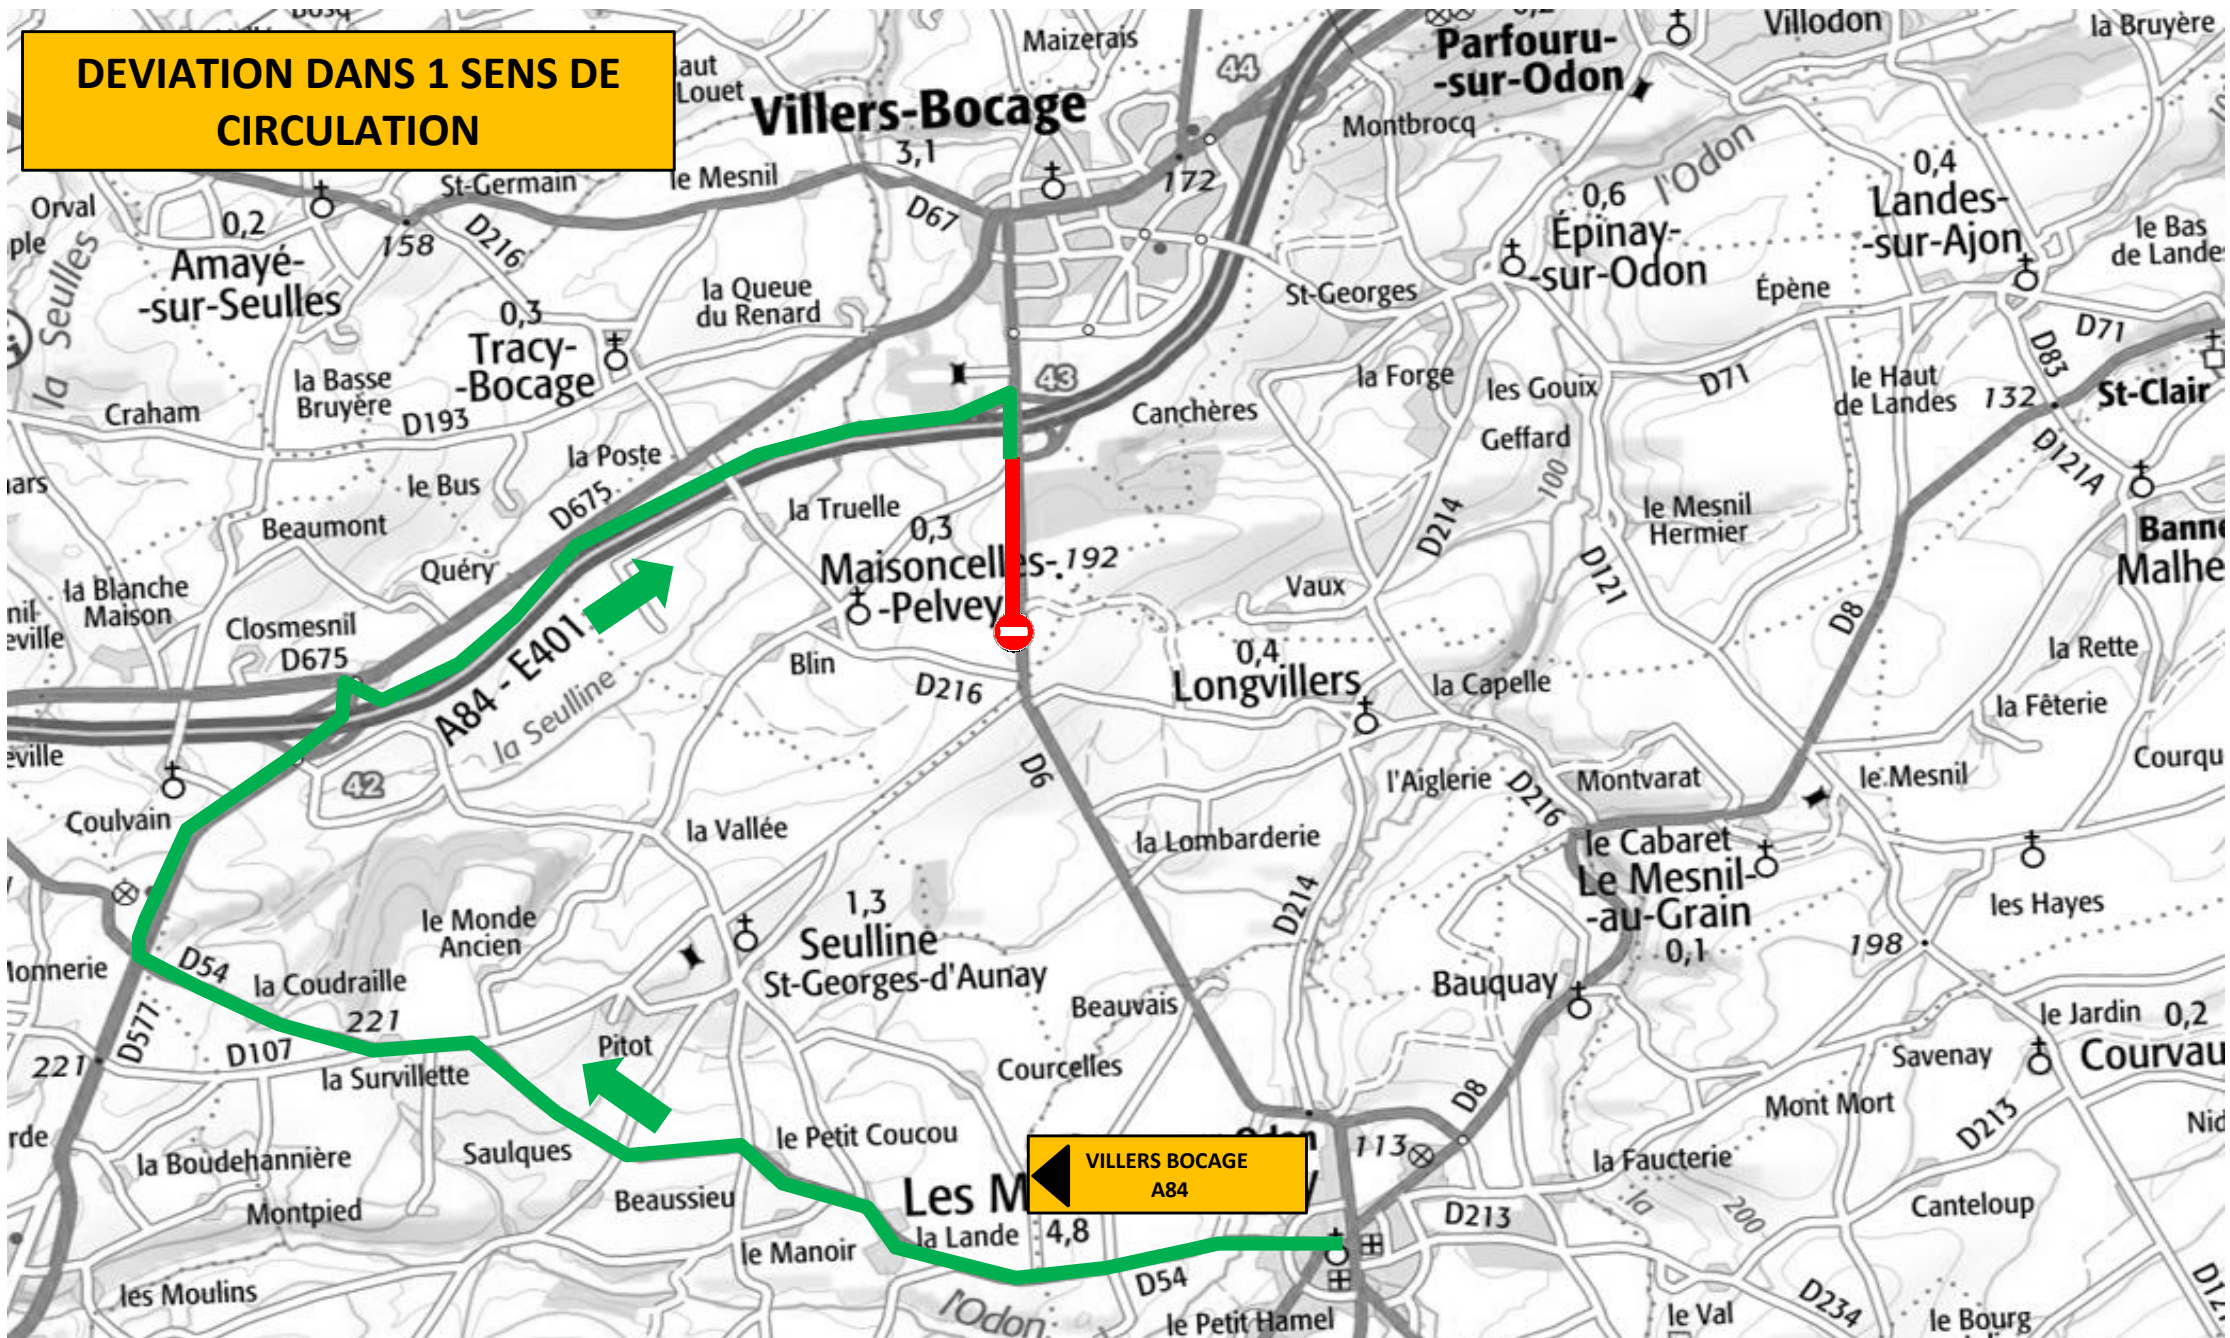 DEVIATION DANS 1 SENS DE
CIRCULATION
Maizerais
44
Parfouru-
-sur-Odon
Villodon
la Bruyère
Louet
Villers-Bocage
3,1
Montbrocq
l'Odon
0,4
Landes-
-sur-Ajon
Orval
St-Germain
le Mesnil
172
0,6
Épinay-
-sur-Odon
le Bas
de Landes
la Seulles
0,2
Amayé-
-sur-Seulles
158
D216
D67
la Queue
du Renard
St-Georges
Épène
0,3
Tracy-
-Bocage
D71
D83
la Basse
Bruyère
43
la Forge
les Gouix
D71
le Haut
de Landes
132
St-Clair
Craham
D193
Canchères
Geffard
D121A
la Poste
le Bus
D675
la Truelle
100
D214
le Mesnil
Hermier
Beaumont
0,3
Maisoncelles-
-Pelvey
192
Quéry
Vaux
D121
D8
la Blanche
Maison
Closmesnil
D675
A84 - E401
la Seulline
Blin
D216
0,4
Longvillers
la Capelle
la Rette
la Fêterie
42
D6
l'Aiglerie
D216
Montvarat
le Mesnil
Coulvain
la Vallée
la Lombarderie
le Cabaret
Le Mesnil-
-au-Grain
0,1
le Monde
Ancien
1,3
Seulline
St-Georges-d'Aunay
D214
les Hayes
198
D54
la Coudraille
221
Beauvais
Bauquay
le Jardin
0,2
D577
D107
221
la Survillette
Pitot
Courcelles
D8
Savenay
Mont Mort
D213
la Boudehannière
Saulques
le Petit Coucou
VILLERS BOCAGE
A84
113
la Faucterie
Montpied
Beaussieu
Les M
la Lande
4,8
D213
la
200
Canteloup
le Manoir
les Moulins
l'Odon
D54
le Petit Hamel
le Val
D234
le Bourg